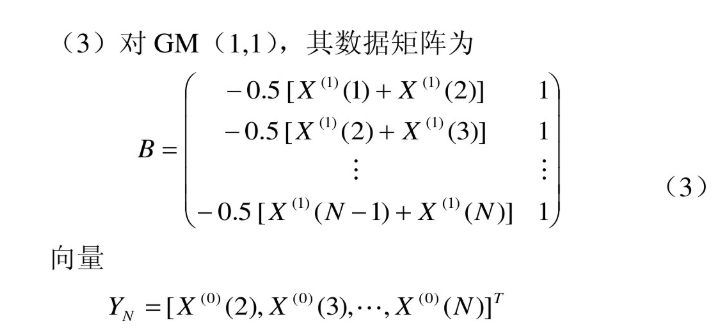 （3）对 GM（1,1），其数据矩阵为
−0.5 [X⁽¹⁾(1) + X⁽¹⁾(2)] 1
−0.5 [X⁽¹⁾(2) + X⁽¹⁾(3)] 1
B = ⋮ ⋮
−0.5 [X⁽¹⁾(N −1) + X⁽¹⁾(N)] 1
（3）
向量
Y_N = [X⁽⁰⁾(2), X⁽⁰⁾(3), ⋯, X⁽⁰⁾(N)]ᵀ